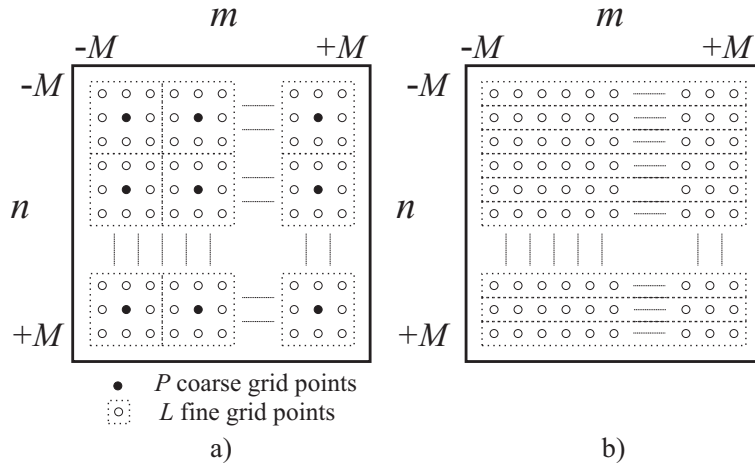 m m
-M +M -M +M
-M -M
n n
+M +M
P coarse grid points
L fine grid points
a) b)